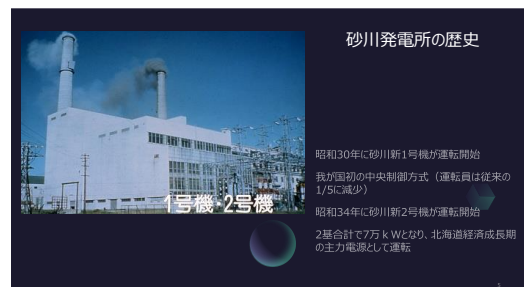 砂川発電所の歴史
1号機・2号機
昭和30年に砂川新1号機が運転開始
我が国初の中央制御方式（運転員は従来の
1/5に減少）
昭和34年に砂川新2号機が運転開始
2基合計で7万ｋWとなり、北海道経済成長期
の主力電源として運転
5